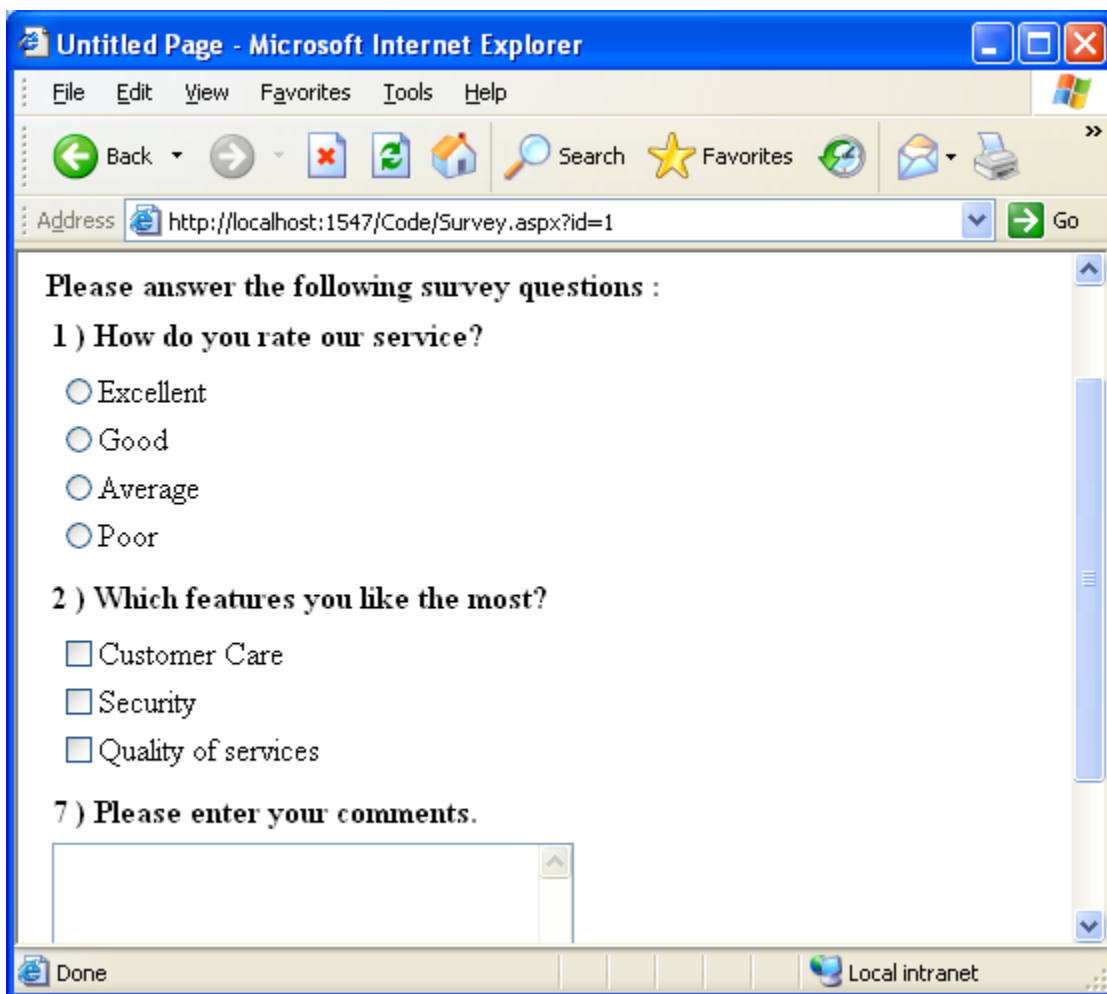 Untitled Page - Microsoft Internet Explorer
File Edit View Favorites Tools Help
Back Search Favorites »
Address http://localhost:1547/Code/Survey.aspx?id=1 Go
Please answer the following survey questions :
1 ) How do you rate our service?
Excellent
Good
Average
Poor
2 ) Which features you like the most?
Customer Care
Security
Quality of services
7 ) Please enter your comments.
Done Local intranet